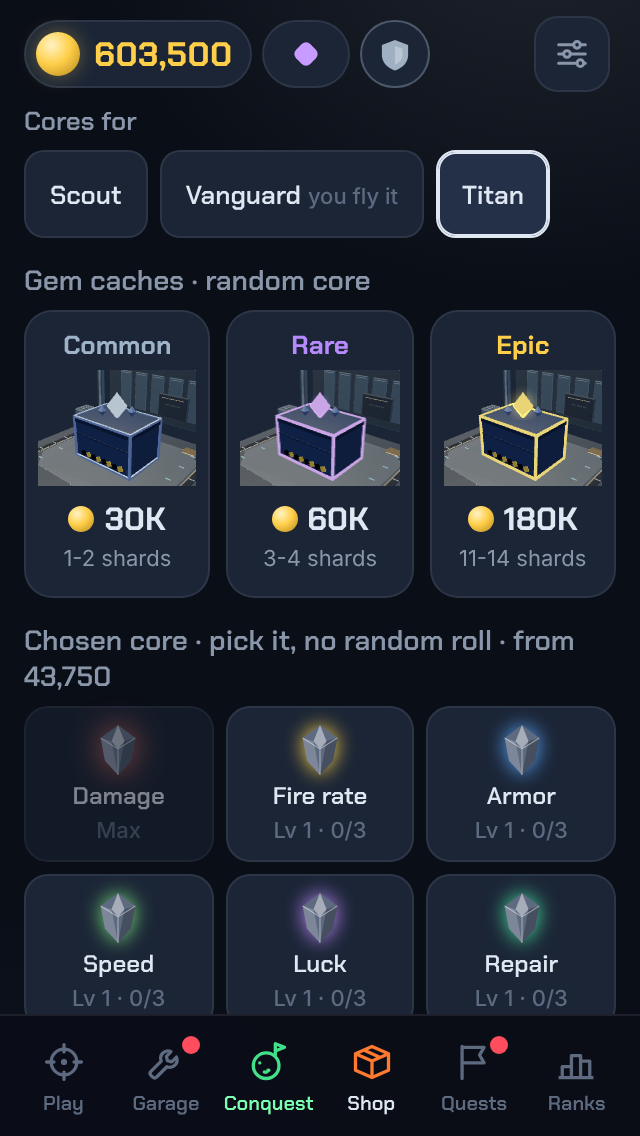 603,500
Cores for
Scout
Vanguard you fly it
Titan
Gem caches · random core
Common
Rare
Epic
30K
60K
180K
1-2 shards
3-4 shards
11-14 shards
Chosen core · pick it, no random roll · from
43,750
Damage
Fire rate
Armor
Max
Lv 1 · 0/3
Lv 1 · 0/3
Speed
Luck
Repair
Lv 1 · 0/3
Lv 1 · 0/3
Lv 1 · 0/3
Play
Garage
Conquest
Shop
Quests
Ranks